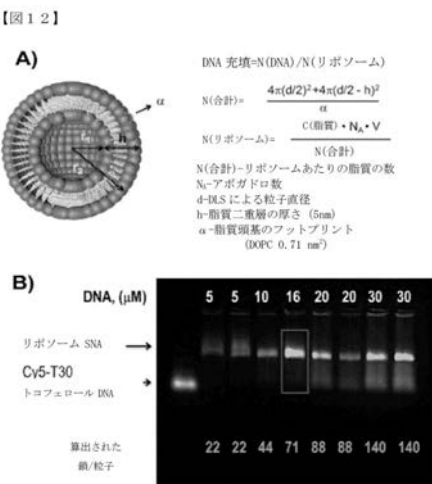 【図12】
A)
α
h
DNA 充填=N(DNA)/N(リポソーム)
N(合計)= 4π(d/2)²+4π(d/2 - h)²
α
N(リポソーム)= C(脂質)・N_A・V
N(合計)
N(合計)-リポソームあたりの脂質の数
N_A-アボガドロ数
d-DLSによる粒子直径
h-脂質二重層の厚さ (5nm)
α-脂質頭基のフットプリント
(DOPC 0.71 nm²)
B)
DNA, (μM) 5 5 10 16 20 20 30 30
リポソーム SNA
Cy5-T30
トコフェロール DNA
算出された
鎖/粒子
22 22 44 71 88 88 140 140